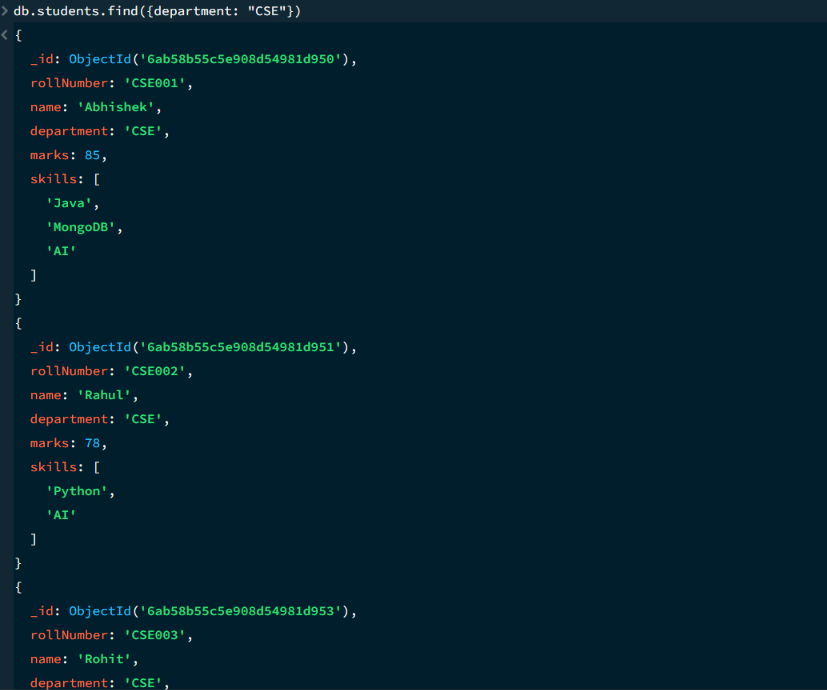 > db.students.find({department: "CSE"})
< {
_id: ObjectId('6ab58b55c5e908d54981d950'),
rollNumber: 'CSE001',
name: 'Abhishek',
department: 'CSE',
marks: 85,
skills: [
'Java',
'MongoDB',
'AI'
]
}
{
_id: ObjectId('6ab58b55c5e908d54981d951'),
rollNumber: 'CSE002',
name: 'Rahul',
department: 'CSE',
marks: 78,
skills: [
'Python',
'AI'
]
}
{
_id: ObjectId('6ab58b55c5e908d54981d953'),
rollNumber: 'CSE003',
name: 'Rohit',
department: 'CSE',